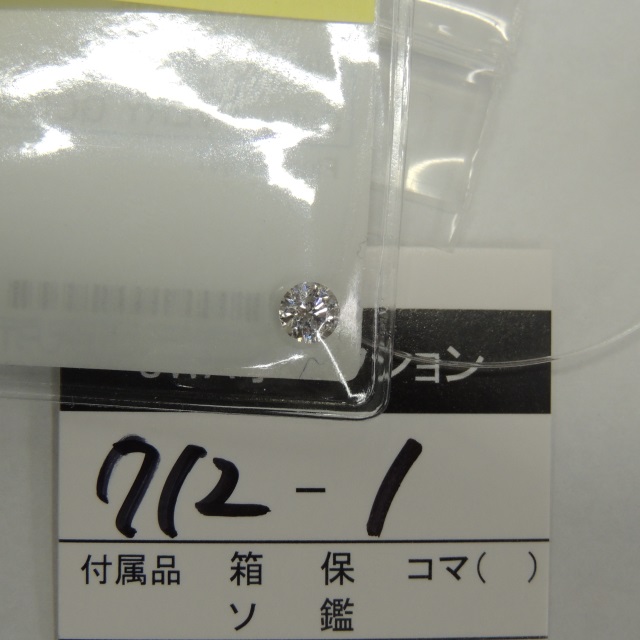 ション
712-1
付属品 箱 保 コマ( )
ソ 鑑